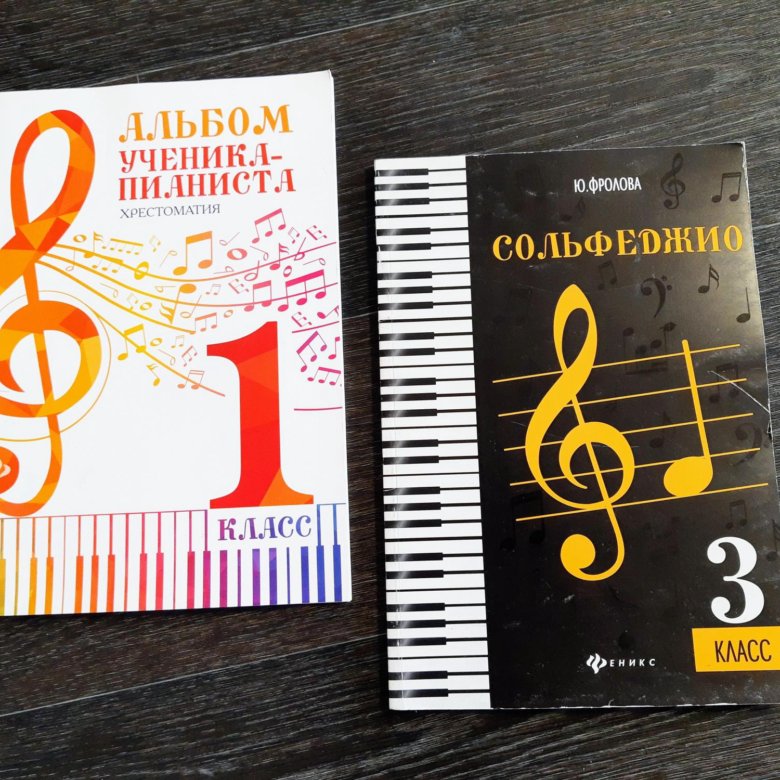 АЛЬБОМ
УЧЕНИКА-
ПИАНИСТА
ХРЕСТОМАТИЯ
1
КЛАСС
Ю.ФРОЛОВА
СОЛЬФЕДЖИО
3
КЛАСС
ФЕНИКС